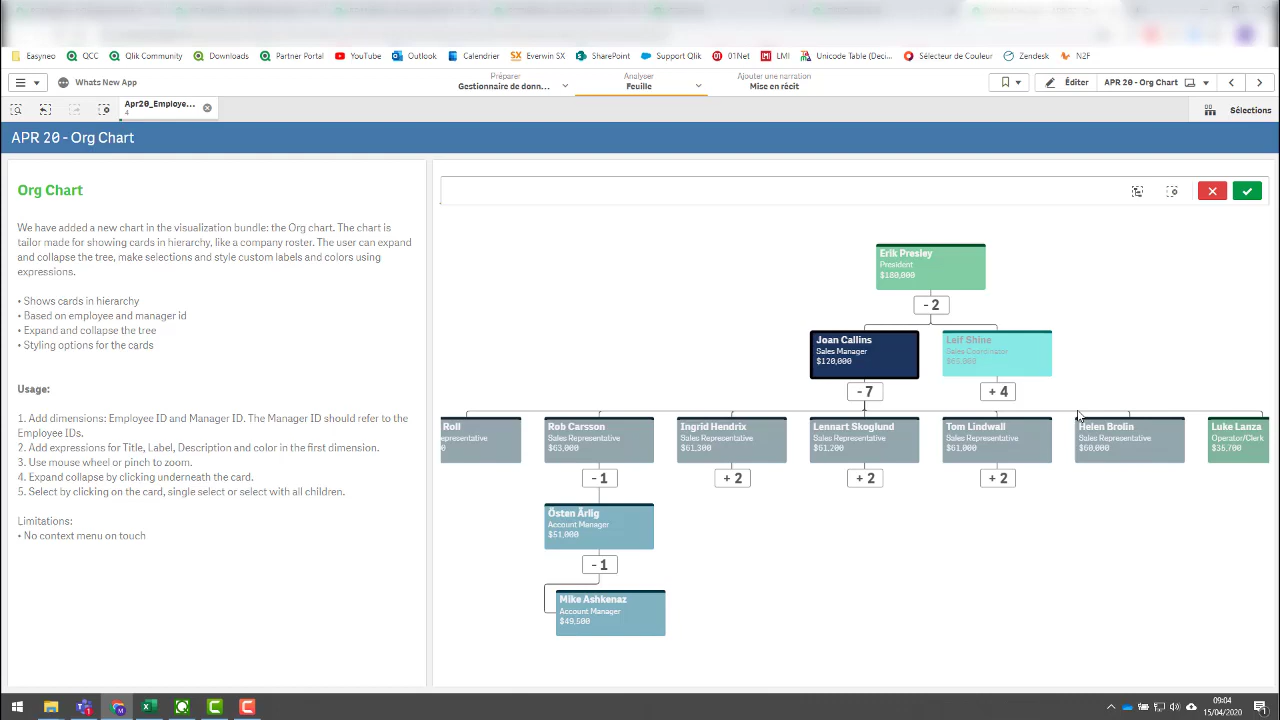 Easyneo QCC Qlik Community Downloads Partner Portal YouTube Outlook Calendrier Everwin SX SharePoint Support Qlik 01Net LMI Unicode Table (Deci... Sélecteur de Couleur Zendesk N2F
Whats New App
Préparer
Gestionnaire de donn...
Analyser
Feuille
Ajouter une narration
Mise en récit
Éditer
APR 20 - Org Chart
Apr20_Employe...
4
Sélections
APR 20 - Org Chart
Org Chart
We have added a new chart in the visualization bundle: the Org chart. The chart is
tailor made for showing cards in hierarchy, like a company roster. The user can expand
and collapse the tree, make selections and style custom labels and colors using
expressions.
• Shows cards in hierarchy
• Based on employee and manager id
• Expand and collapse the tree
• Styling options for the cards
Usage:
1. Add dimensions: Employee ID and Manager ID. The Manager ID should refer to the
Employee IDs.
2. Add expressions for Title, Label, Description and color in the first dimension.
3. Use mouse wheel or pinch to zoom.
4. Expand collapse by clicking underneath the card.
5. Select by clicking on the card, single select or select with all children.
Limitations:
• No context menu on touch
Erik Presley
President
$180,000
- 2
Joan Callins
Sales Manager
$120,000
- 7
Leif Shine
Sales Coordinator
$65,000
+ 4
Roll
epresentative
0
Rob Carsson
Sales Representative
$63,000
- 1
Ingrid Hendrix
Sales Representative
$61,300
+ 2
Lennart Skoglund
Sales Representative
$61,200
+ 2
Tom Lindwall
Sales Representative
$61,000
+ 2
Helen Brolin
Sales Representative
$60,000
Luke Lanza
Operator/Clerk
$36,700
Östen Ärlig
Account Manager
$51,000
- 1
Mike Ashkenaz
Account Manager
$49,500
09:04
15/04/2020